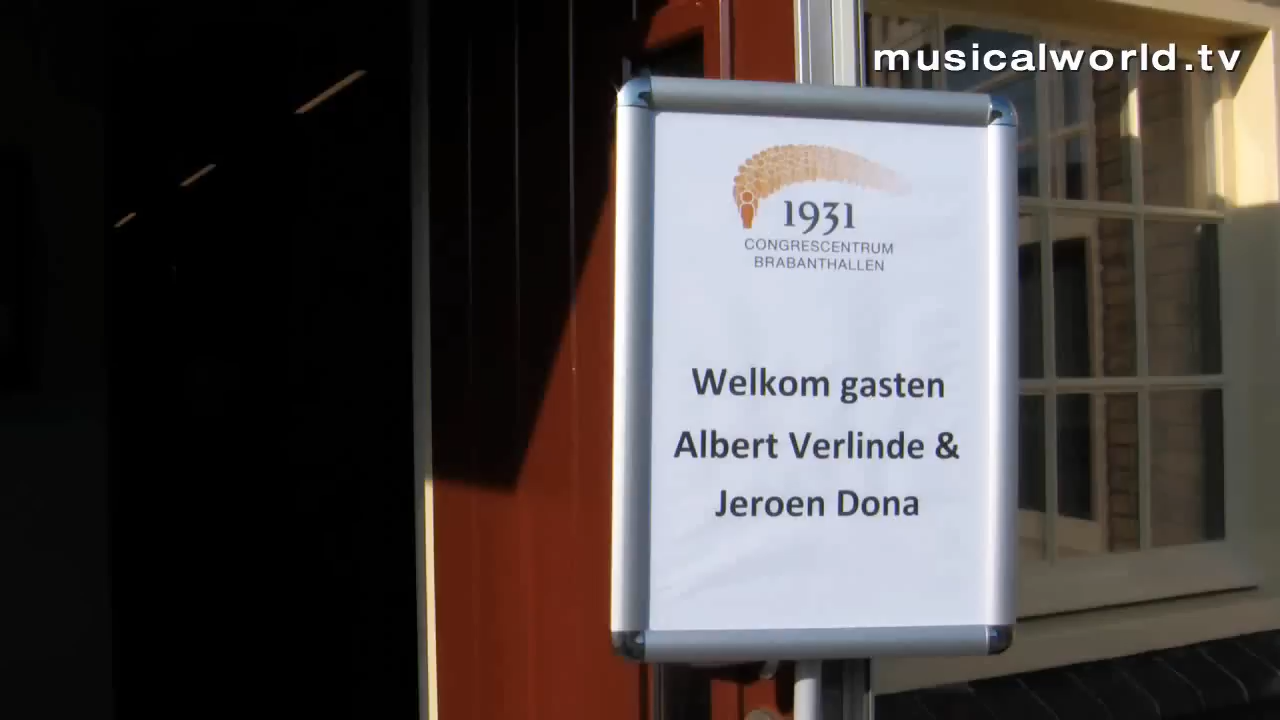 musicalworld.tv
1931
CONGRESCENTRUM
BRABANTHALLEN
Welkom gasten
Albert Verlinde &
Jeroen Dona